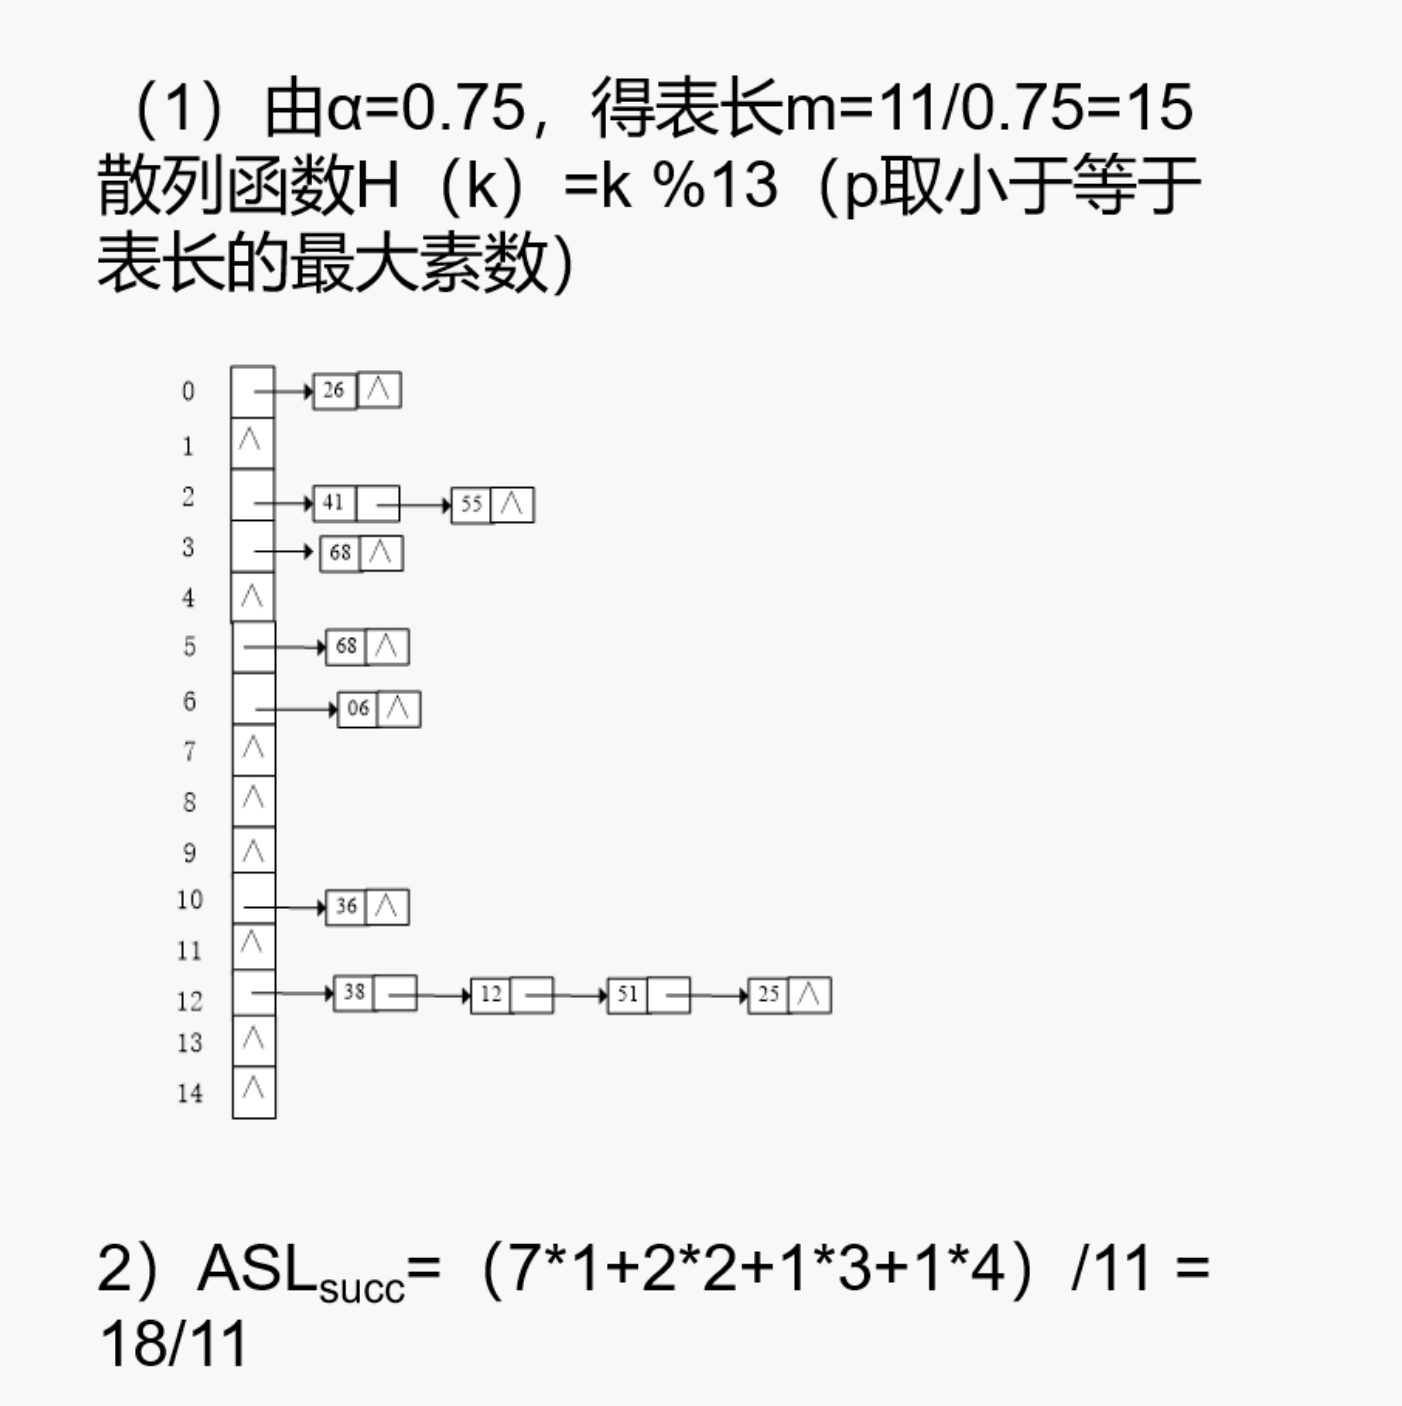 （1）由α=0.75，得表长m=11/0.75=15
散列函数H（k）=k %13（p取小于等于
表长的最大素数）
0 26 ∧
1 ∧
2 41 55 ∧
3 68 ∧
4 ∧
5 68 ∧
6 06 ∧
7 ∧
8 ∧
9 ∧
10 36 ∧
11 ∧
12 38 12 51 25 ∧
13 ∧
14 ∧
2）ASLsucc=（7*1+2*2+1*3+1*4）/11 =
18/11